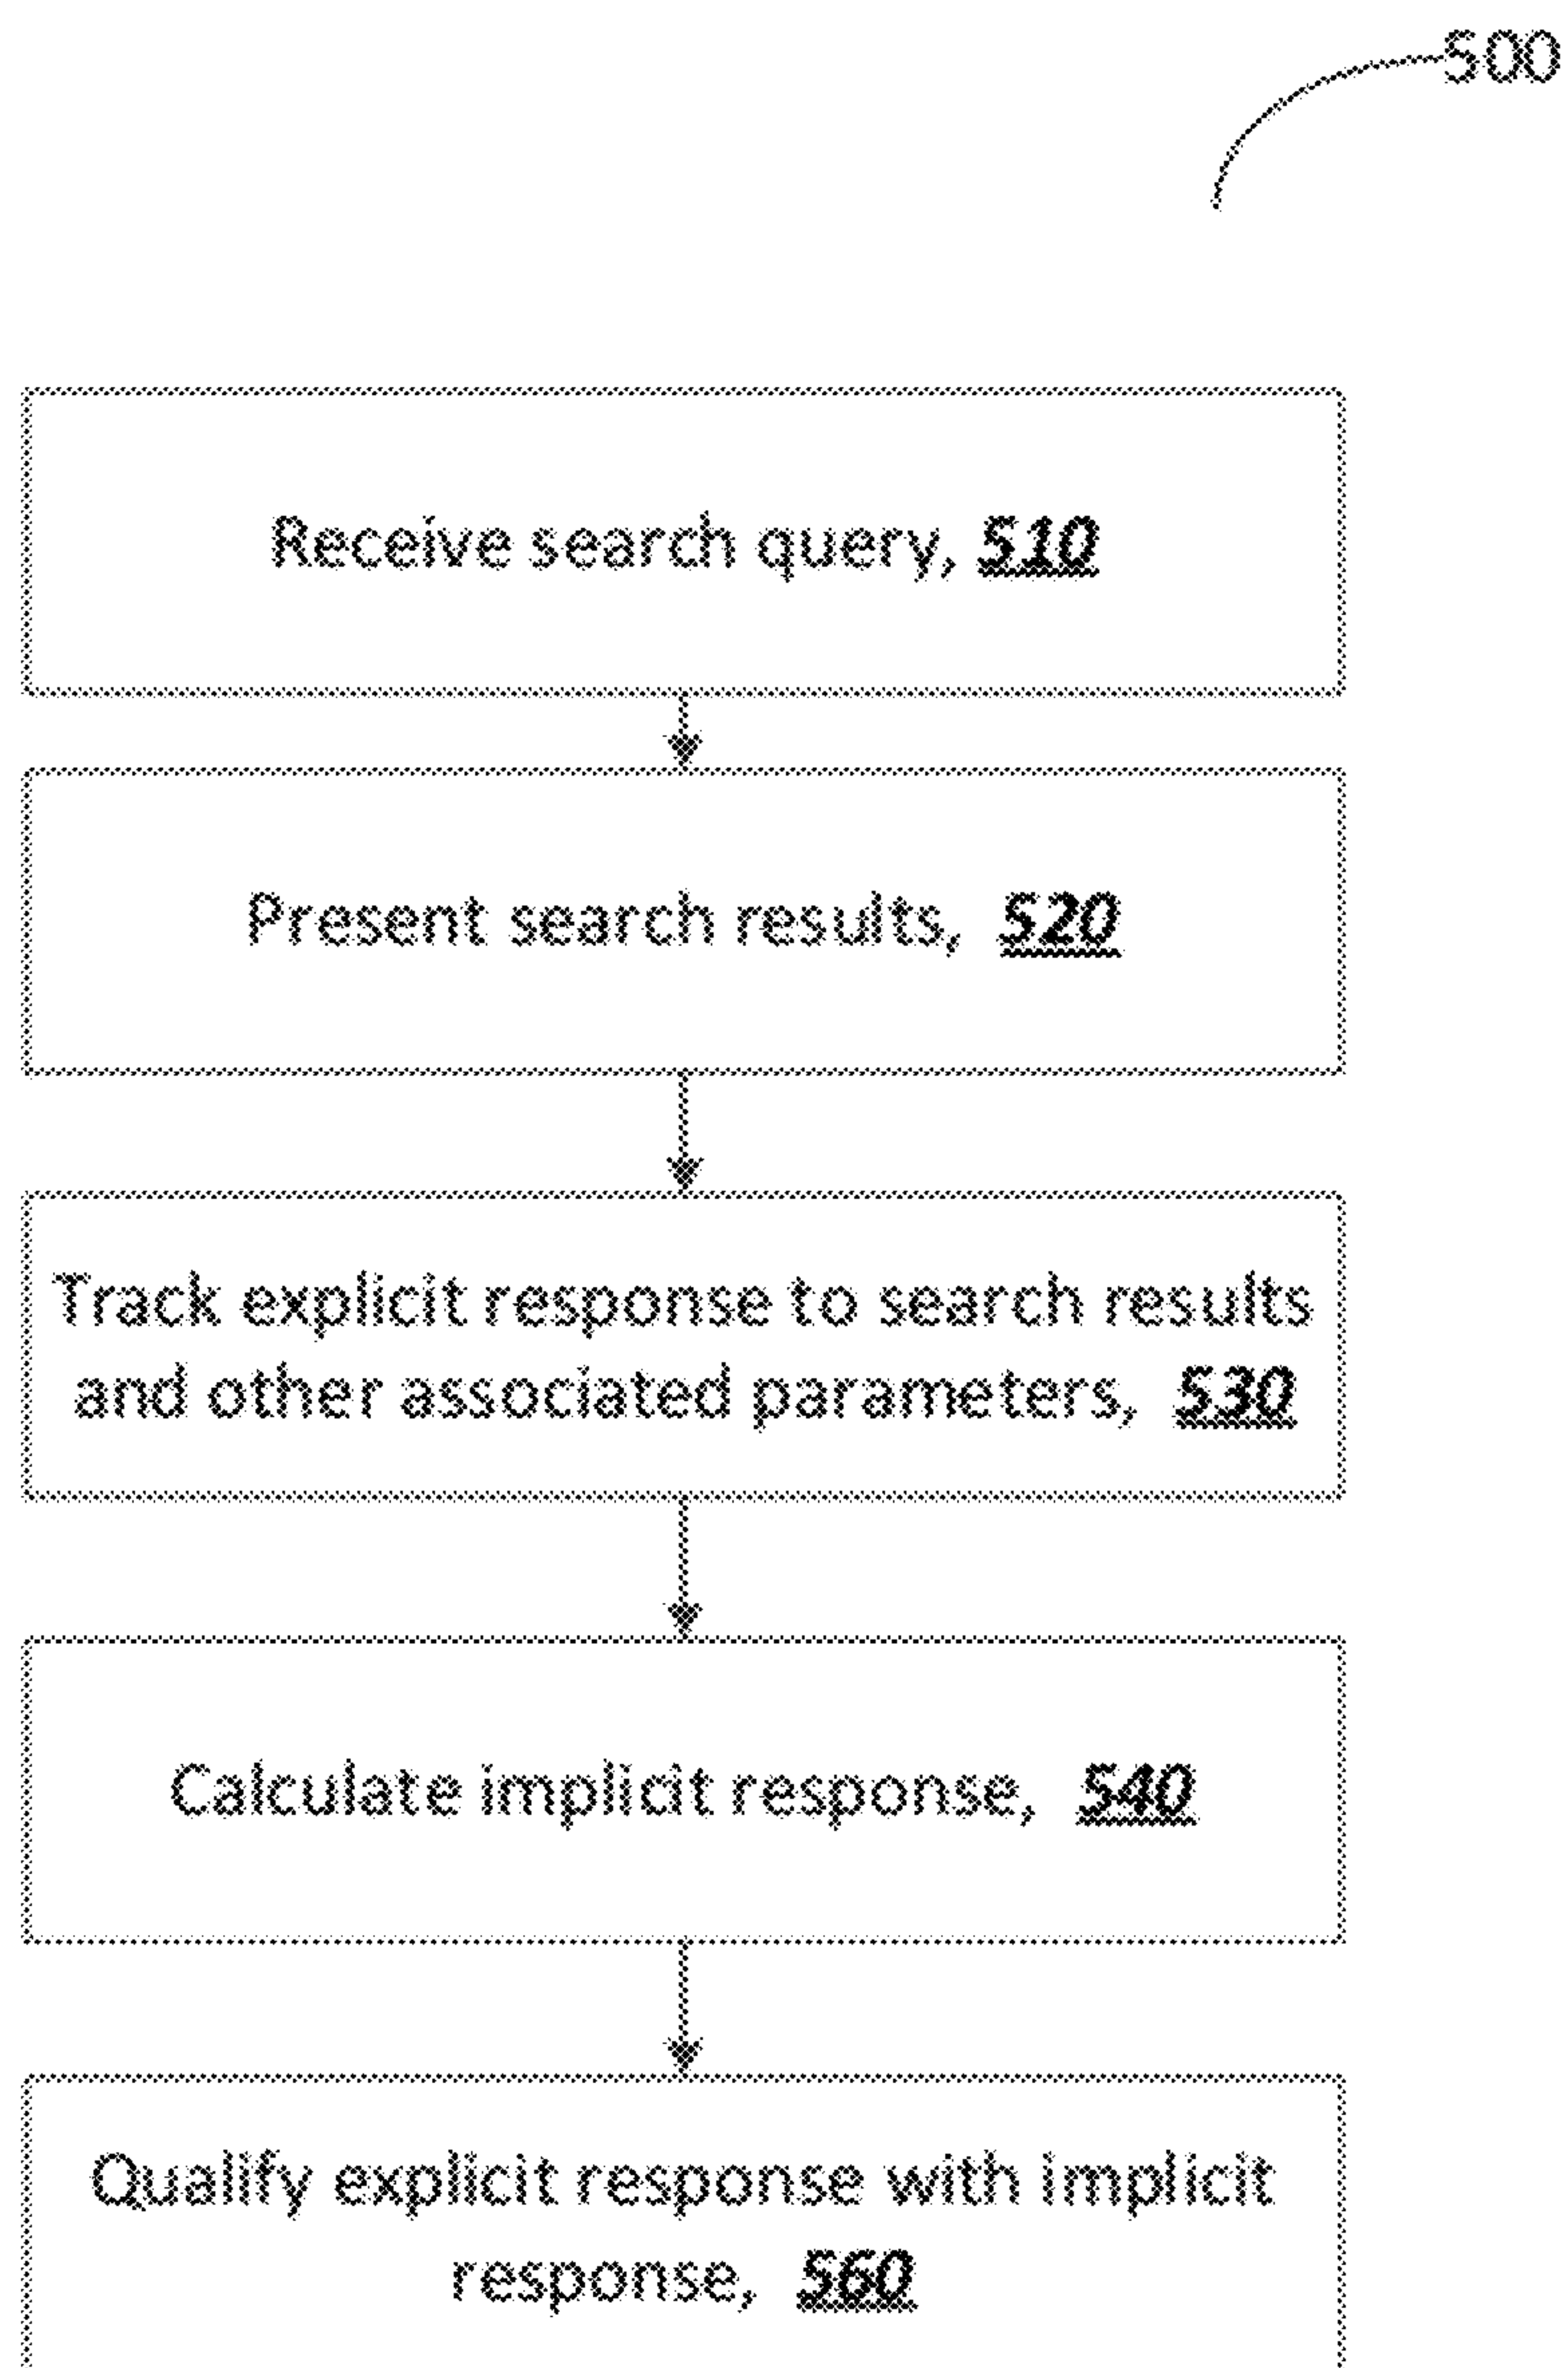 500
Receive search query, 510
Present search results, 520
Track explicit response to search results
and other associated parameters, 530
Calculate implicit response, 540
Qualify explicit response with implicit
response, 560